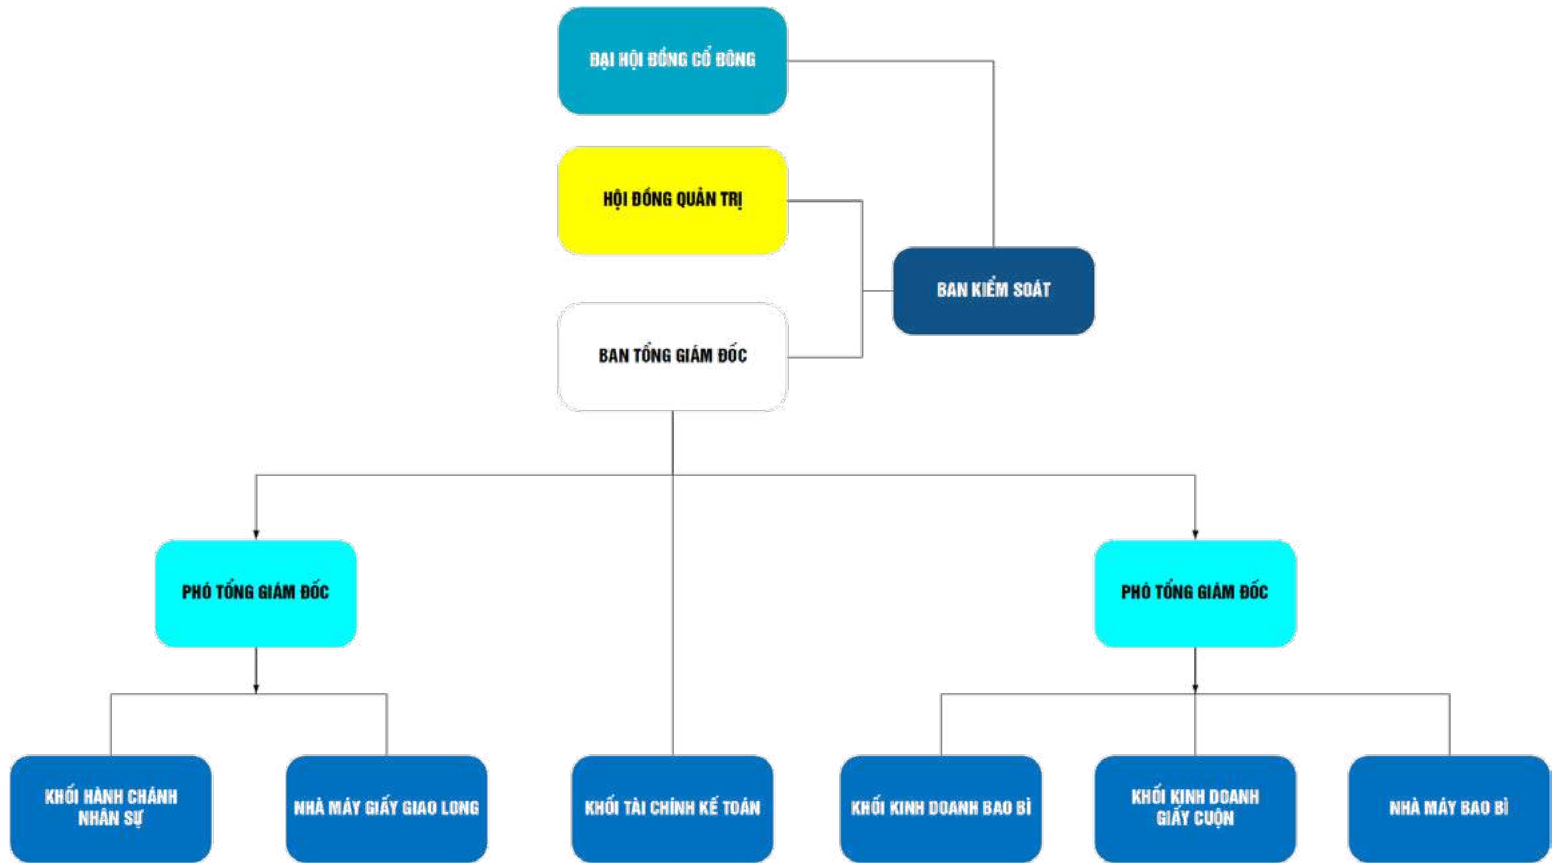 ĐẠI HỘI ĐỒNG CỔ ĐÔNG
HỘI ĐỒNG QUẢN TRỊ
BAN KIỂM SOÁT
BAN TỔNG GIÁM ĐỐC
PHÓ TỔNG GIÁM ĐỐC
PHÓ TỔNG GIÁM ĐỐC
KHỐI HÀNH CHÁNH
NHÂN SỰ
NHÀ MÁY GIẤY GIAO LONG
KHỐI TÀI CHÍNH KẾ TOÁN
KHỐI KINH DOANH BAO BÌ
KHỐI KINH DOANH
GIẤY CUỘN
NHÀ MÁY BAO BÌ